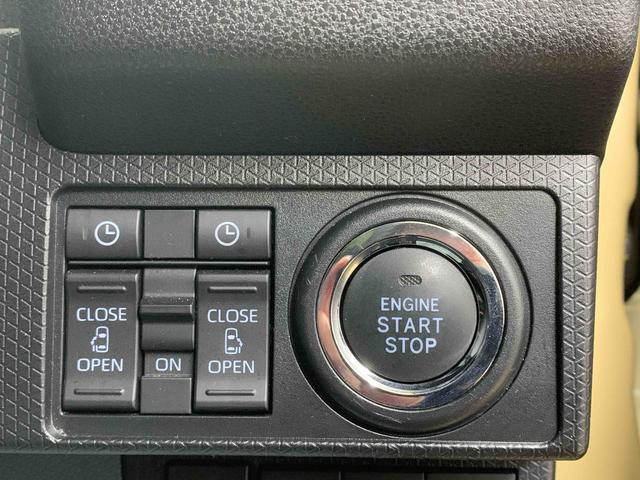 CLOSE
OPEN
ON
CLOSE
OPEN
ENGINE
START
STOP